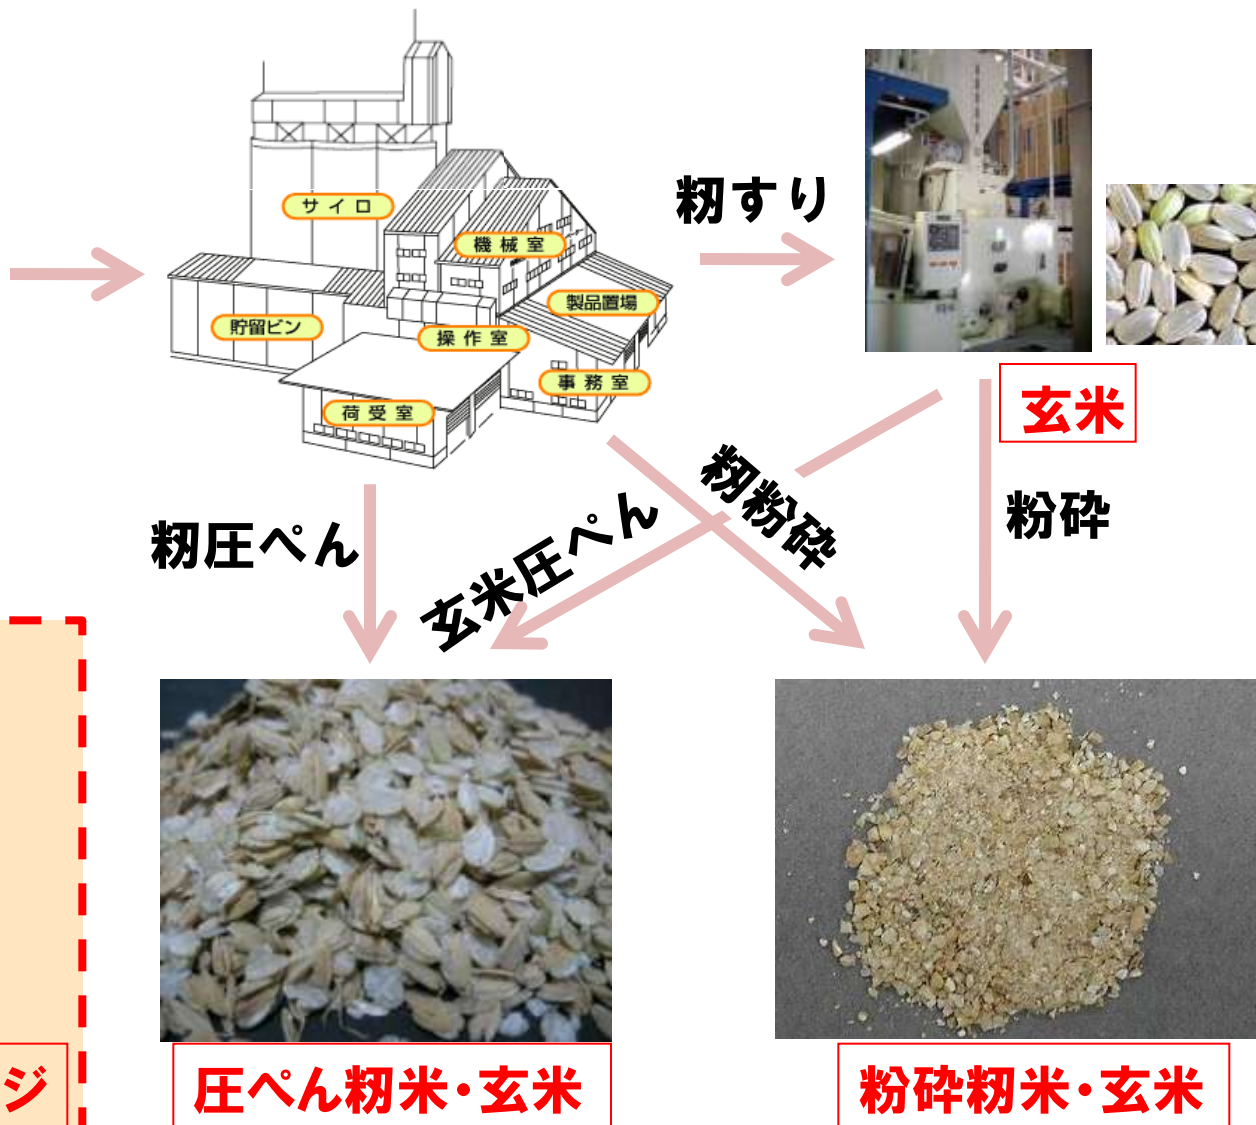 サイロ
機械室
製品置場
貯留ビン
操作室
事務室
荷受室
籾すり
玄米
籾圧ぺん
玄米圧ぺん
籾粉砕
粉砕
ジ
圧ぺん籾米・玄米
粉砕籾米・玄米